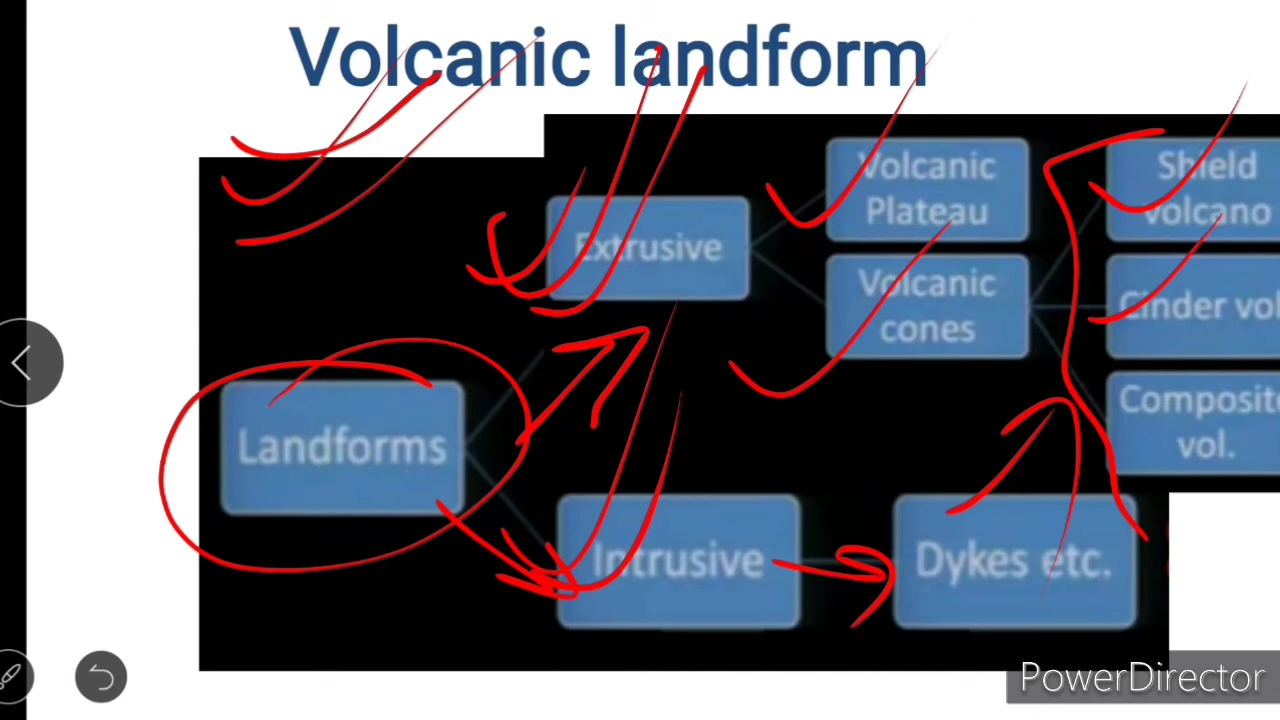 Volcanic landform
Volcanic
Plateau
Shield
volcano
Extrusive
Volcanic
cones
Cinder vol
Landforms
Composite
vol.
Intrusive
Dykes etc.
PowerDirector